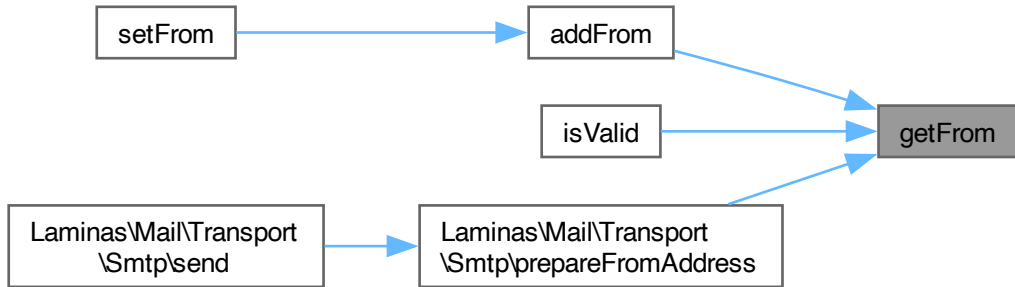 setFrom
addFrom
isValid
getFrom
Laminas\Mail\Transport
\Smtp\send
Laminas\Mail\Transport
\Smtp\prepareFromAddress